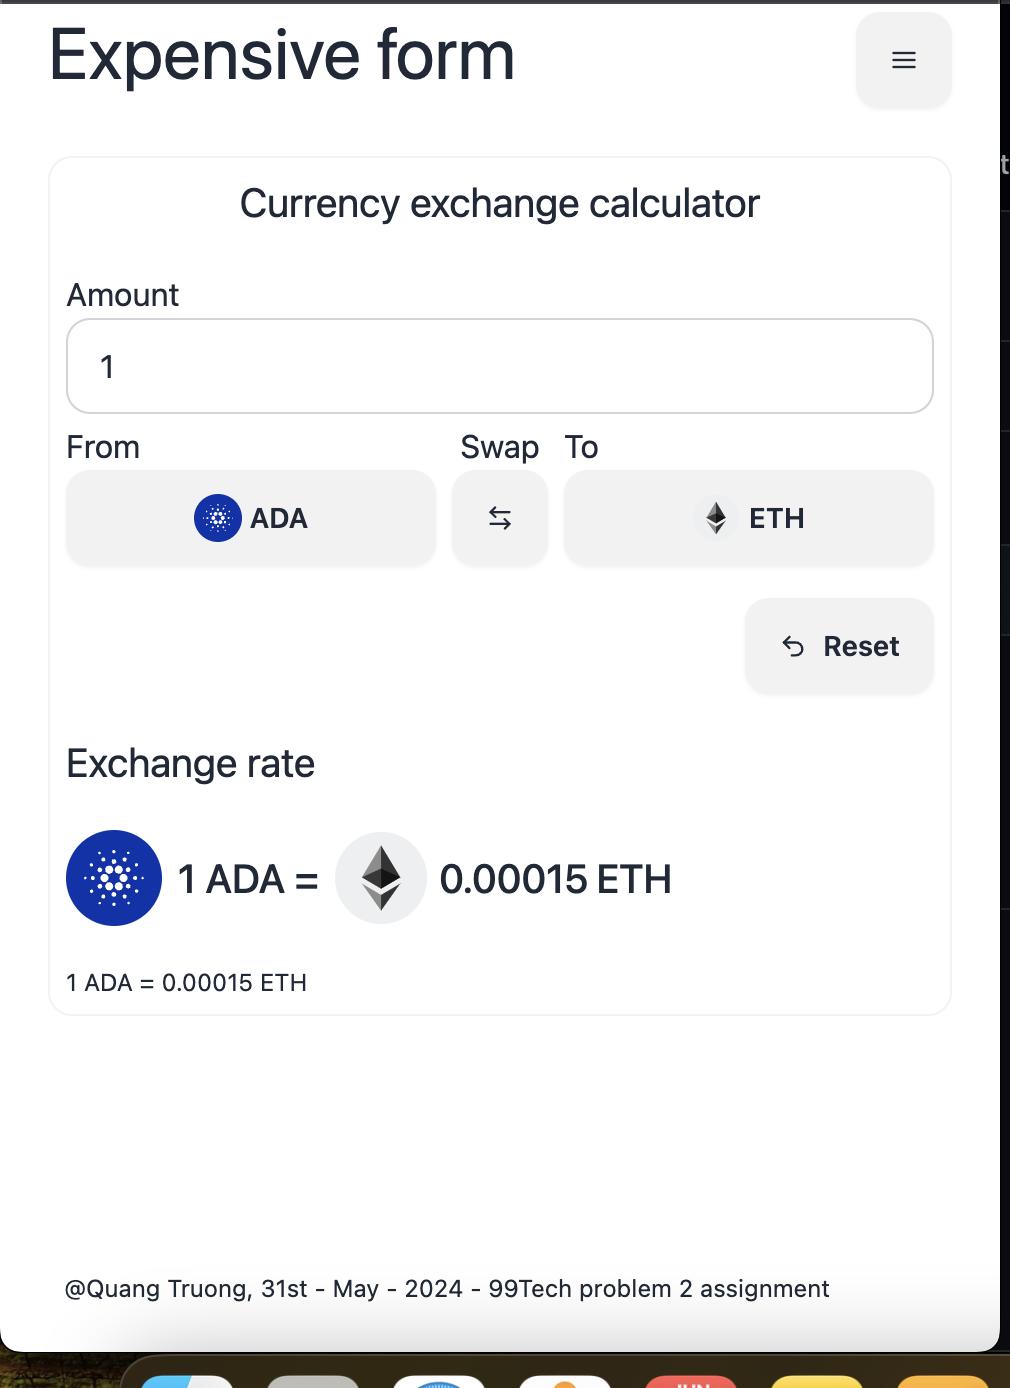 Expensive form
Currency exchange calculator
Amount
1
From Swap To
ADA ETH
Reset
Exchange rate
1 ADA = 0.00015 ETH
1 ADA = 0.00015 ETH
@Quang Truong, 31st - May - 2024 - 99Tech problem 2 assignment